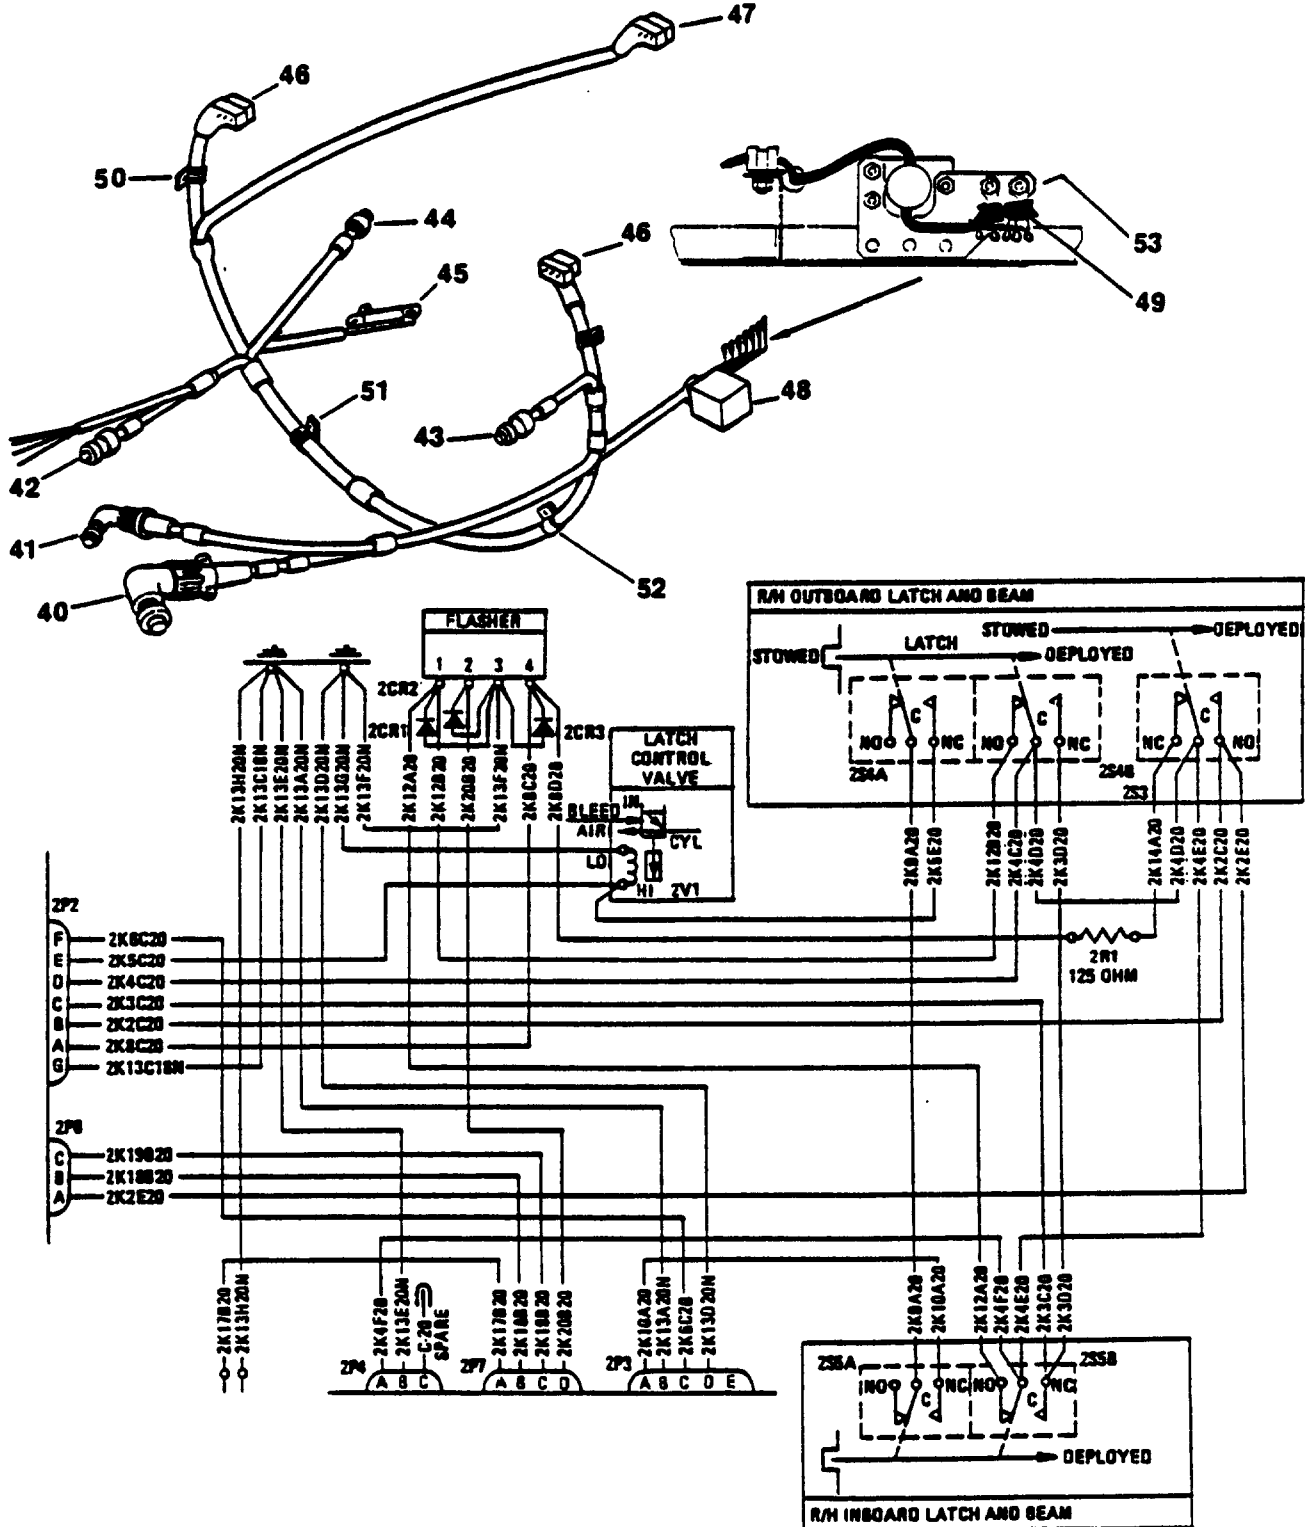 47
46
50
44
46
45
53
49
51
48
43
42
41
40
52
FLASHER
1 2 3 4
2CR2
2CR1
2CR3
R/H OUTBOARD LATCH AND BEAM
STOWED
DEPLOYED
STOWED
LATCH
DEPLOYED
C
C
C
NO
NC
NO
NC
NC
NO
2S4B
2S3
LATCH
CONTROL
VALVE
BLEED
IN
AIR
CYL
LO
HI
2V1
2K13H20N
2K13C18N
2K13E20N
2K13A20N
2K13D20N
2K13G20N
2K13F20N
2K12A20
2K12B20
2K20B20
2K13F20N
2K8C20
2K8D20
2K9A20
2K6E20
2K12B20
2K4C20
2K4D20
2K3D20
2K14A20
2K4D20
2K4E20
2K2C20
2K2E20
2P2
F 2K6C20
E 2K5C20
D 2K4C20
C 2K3C20
B 2K2C20
A 2K8C20
G 2K13C18N
2R1
125 OHM
2P6
C 2K19B20
B 2K18B20
A 2K2E20
2K17B20
2K13H20N
2K4F20
2K13E20N
C-20
SPARE
2K17B20
2K18B20
2K19B20
2K20B20
2K10A20
2K13A20N
2K6C20
2K13D20N
2K9A20
2K10A20
2K12A20
2K4F20
2K4E20
2K3C20
2K3D20
2P4
A B C
2P7
A B C D
2P3
A B C D E
2S5A
2S5B
NO
NC
NO
NC
C
C
DEPLOYED
R/H INBOARD LATCH AND BEAM